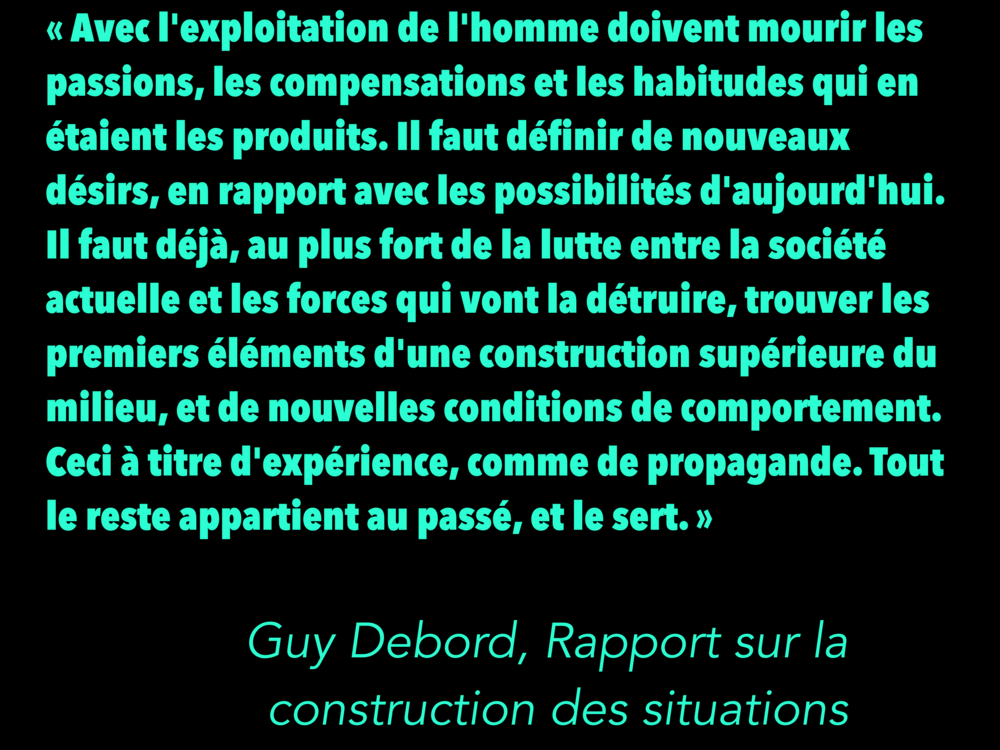 « Avec l'exploitation de l'homme doivent mourir les
passions, les compensations et les habitudes qui en
étaient les produits. Il faut définir de nouveaux
désirs, en rapport avec les possibilités d'aujourd'hui.
Il faut déjà, au plus fort de la lutte entre la société
actuelle et les forces qui vont la détruire, trouver les
premiers éléments d'une construction supérieure du
milieu, et de nouvelles conditions de comportement.
Ceci à titre d'expérience, comme de propagande. Tout
le reste appartient au passé, et le sert. »
Guy Debord, Rapport sur la
construction des situations